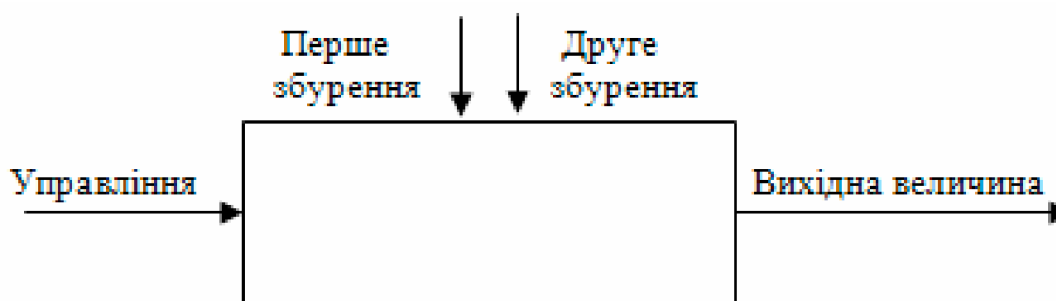 Перше
збурення
Друге
збурення
Управління
Вихідна величина